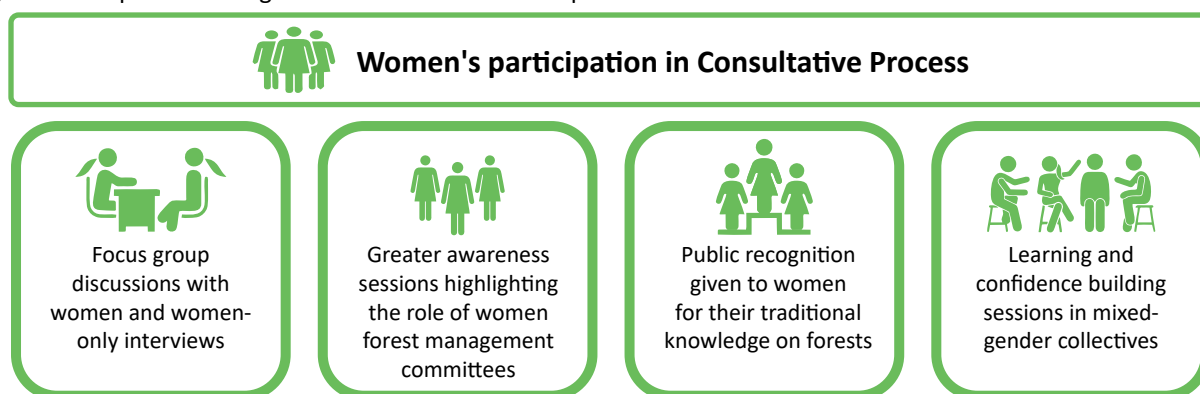 Women's participation in Consultative Process
Focus group
discussions with
women and women-
only interviews
Greater awareness
sessions highlighting
the role of women
forest management
committees
Public recognition
given to women
for their traditional
knowledge on forests
Learning and
confidence building
sessions in mixed-
gender collectives